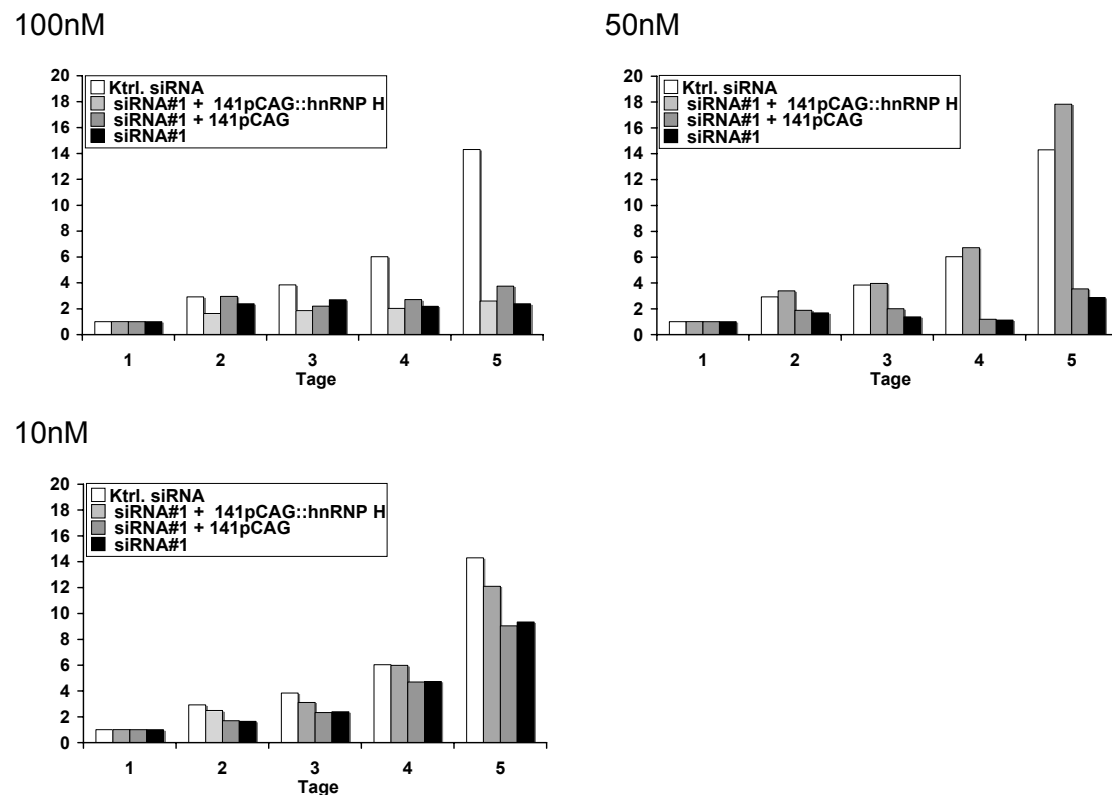 100nM
20
18
16
14
12
10
8
6
4
2
0
Ktrl. siRNA
siRNA#1 + 141pCAG::hnRNP H
siRNA#1 + 141pCAG
siRNA#1
1 2 3 4 5
Tage
50nM
20
18
16
14
12
10
8
6
4
2
0
Ktrl. siRNA
siRNA#1 + 141pCAG::hnRNP H
siRNA#1 + 141pCAG
siRNA#1
1 2 3 4 5
Tage
10nM
20
18
16
14
12
10
8
6
4
2
0
Ktrl. siRNA
siRNA#1 + 141pCAG::hnRNP H
siRNA#1 + 141pCAG
siRNA#1
1 2 3 4 5
Tage